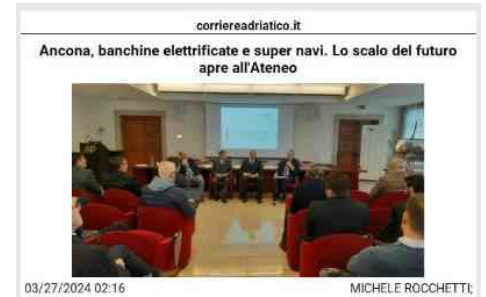 corriereadriatico.it
Ancona, banchine elettrificate e super navi. Lo scalo del futuro
apre all'Ateneo
03/27/2024 02:16 MICHELE ROCCHETTI;